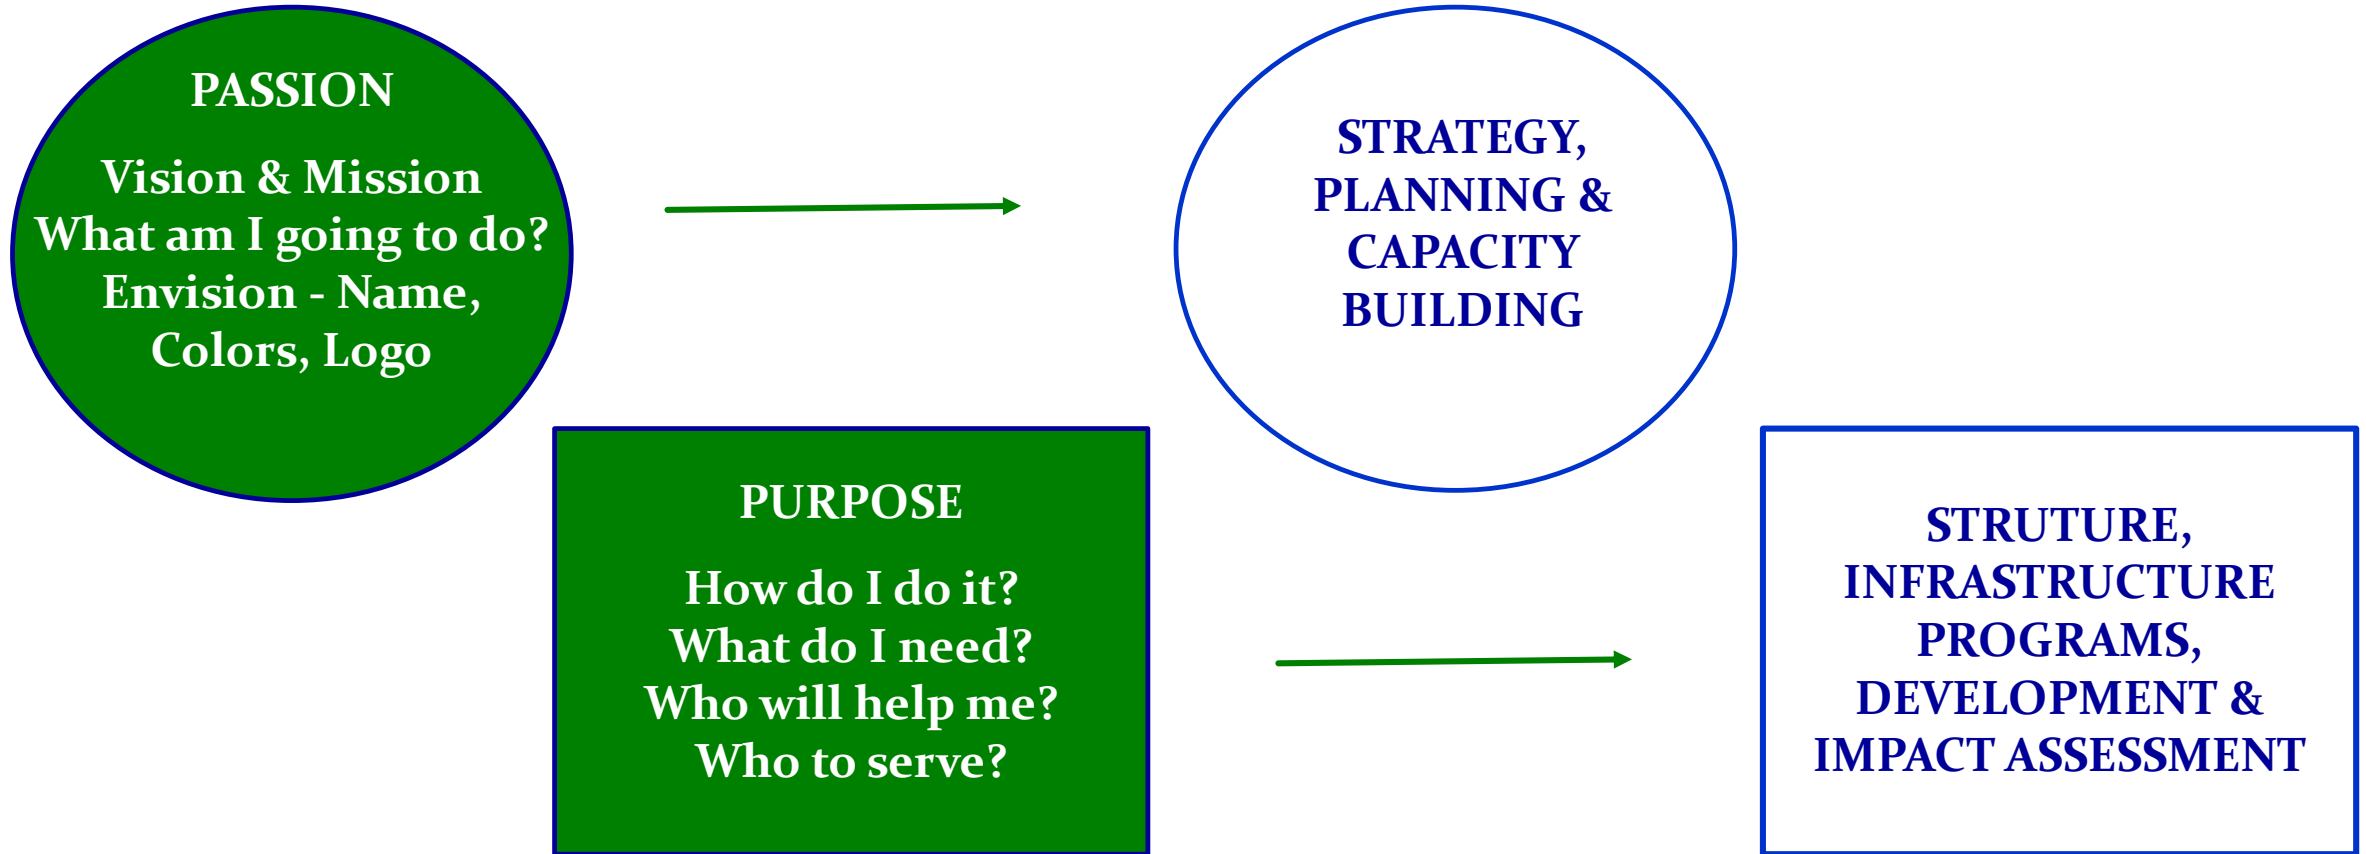 PASSION
Vision & Mission
What am I going to do?
Envision - Name,
Colors, Logo
STRATEGY,
PLANNING &
CAPACITY
BUILDING
PURPOSE
How do I do it?
What do I need?
Who will help me?
Who to serve?
STRUTURE,
INFRASTRUCTURE
PROGRAMS,
DEVELOPMENT &
IMPACT ASSESSMENT